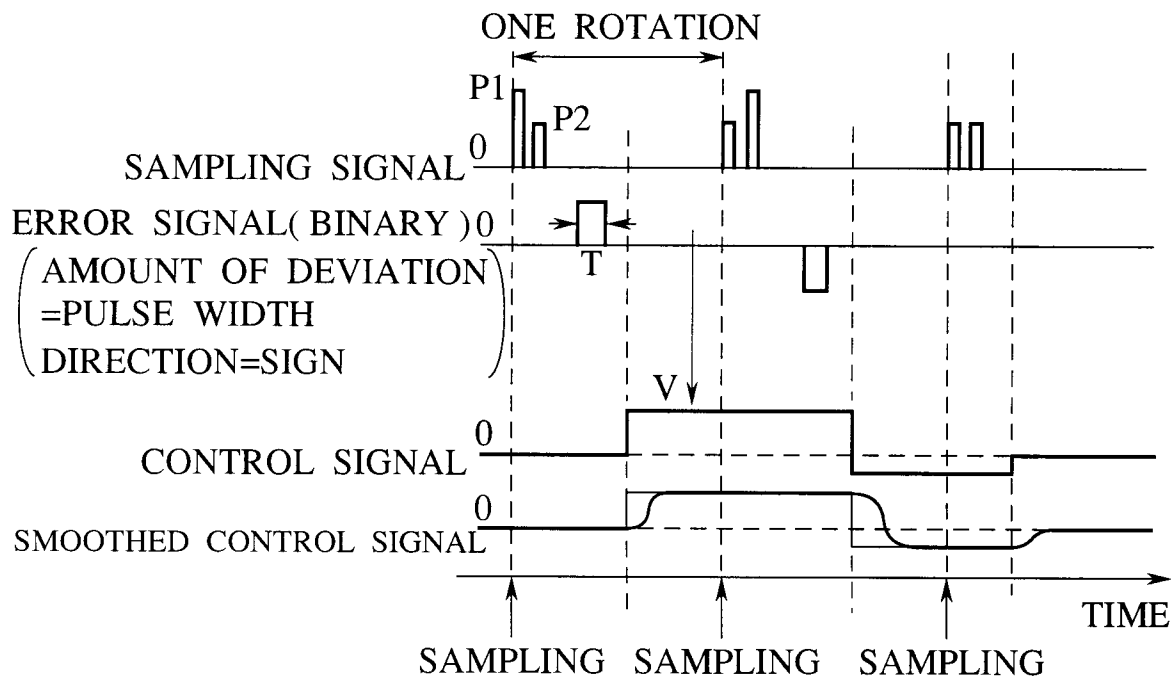 ONE ROTATION
P1
P2
0
SAMPLING SIGNAL
ERROR SIGNAL( BINARY ) 0
T
AMOUNT OF DEVIATION
=PULSE WIDTH
DIRECTION=SIGN
V
0
CONTROL SIGNAL
0
SMOOTHED CONTROL SIGNAL
TIME
SAMPLING SAMPLING SAMPLING